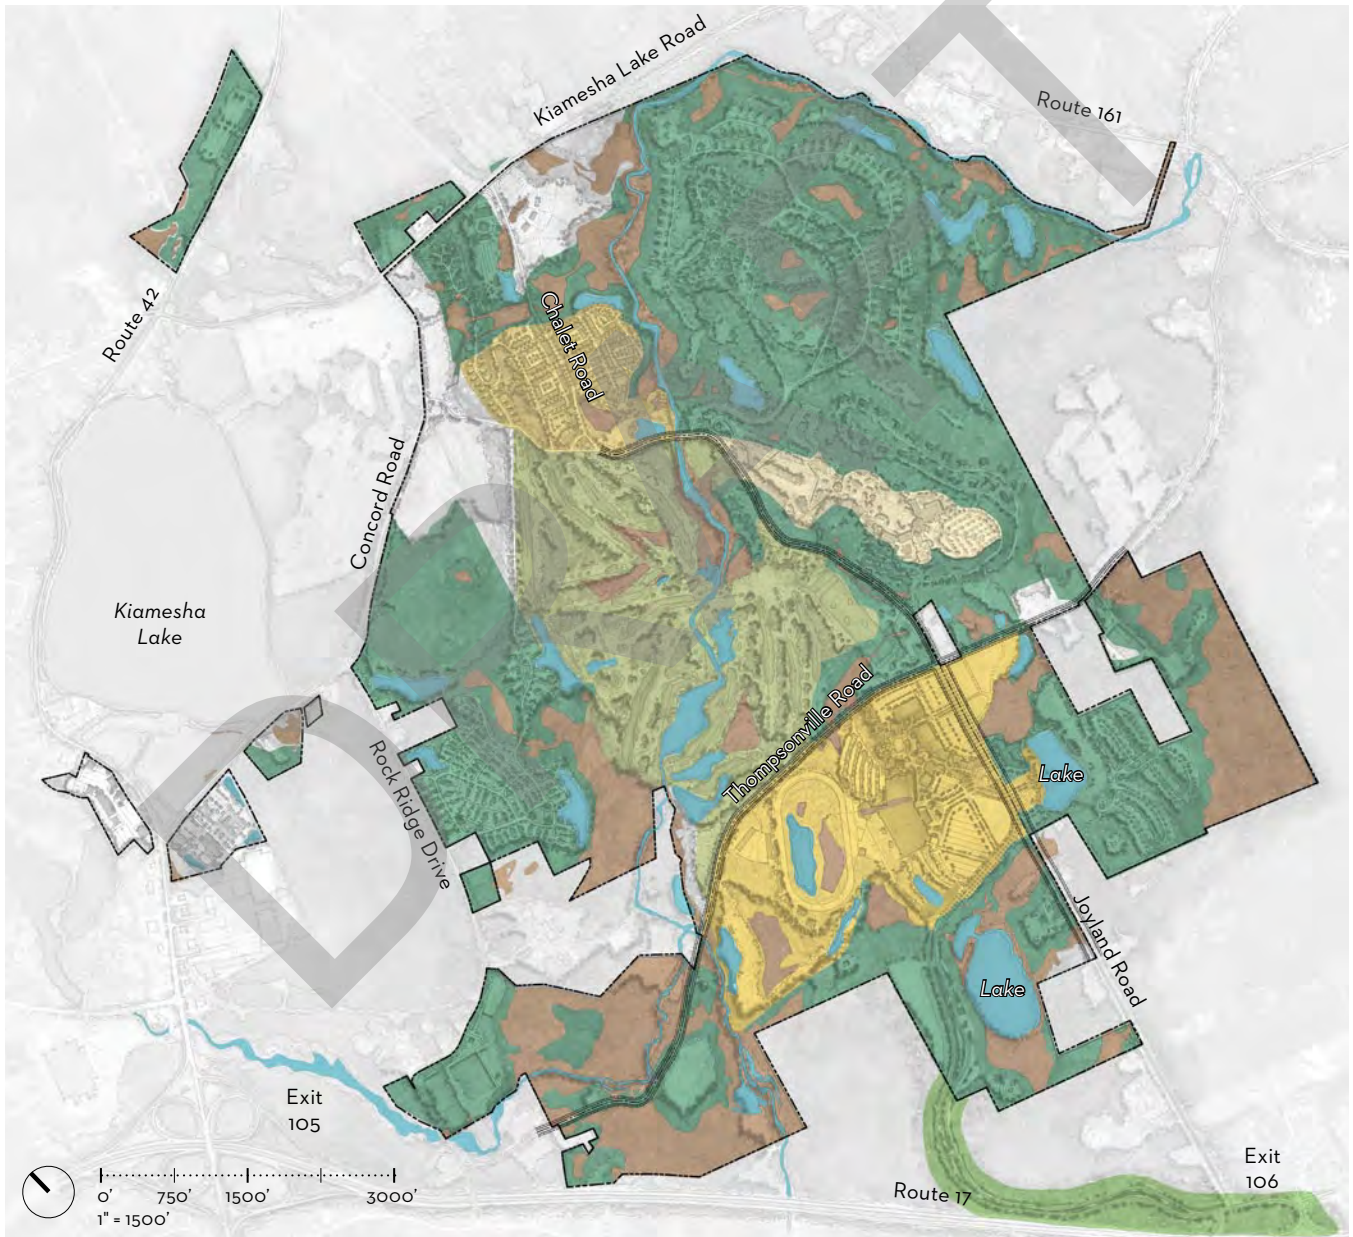 Kiamesha Lake Road
Route 161
Route 42
Chalet Road
Concord Road
Kiamesha
Lake
Thompsonville Road
Rock Ridge Drive
Lake
Joyland Road
Lake
Exit
105
Exit
106
Route 17
0' 750' 1500' 3000'
1" = 1500'